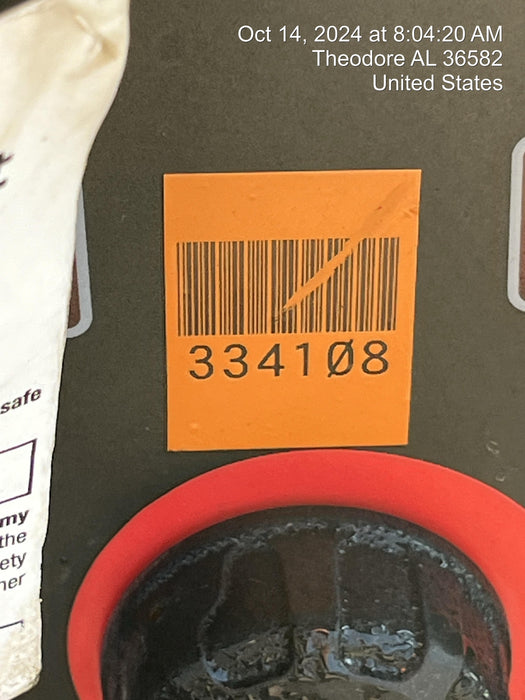 Oct 14, 2024 at 8:04:20 AM
Theodore AL 36582
United States
334108
safe
my
the
ety
her